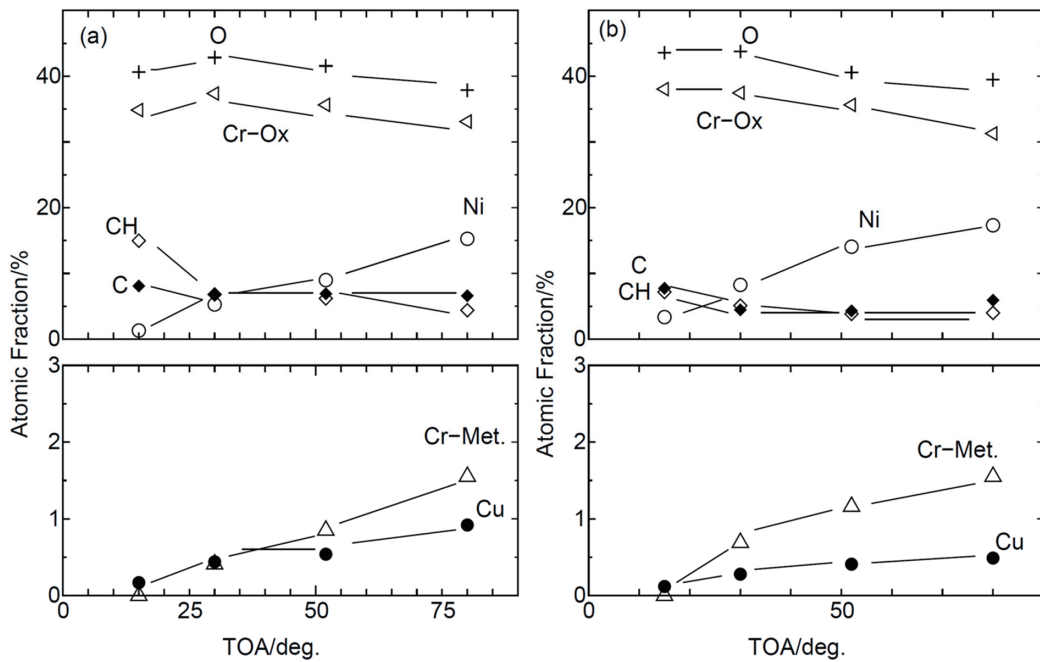 (a)
O
40
Cr−Ox
20
CH
Ni
C
0
Atomic Fraction/%
3
2
Cr−Met.
1
Cu
0
0 25 50 75
TOA/deg.
(b)
O
40
Cr−Ox
20
Ni
C
CH
0
Atomic Fraction/%
3
2
Cr−Met.
1
Cu
0
0 50
TOA/deg.